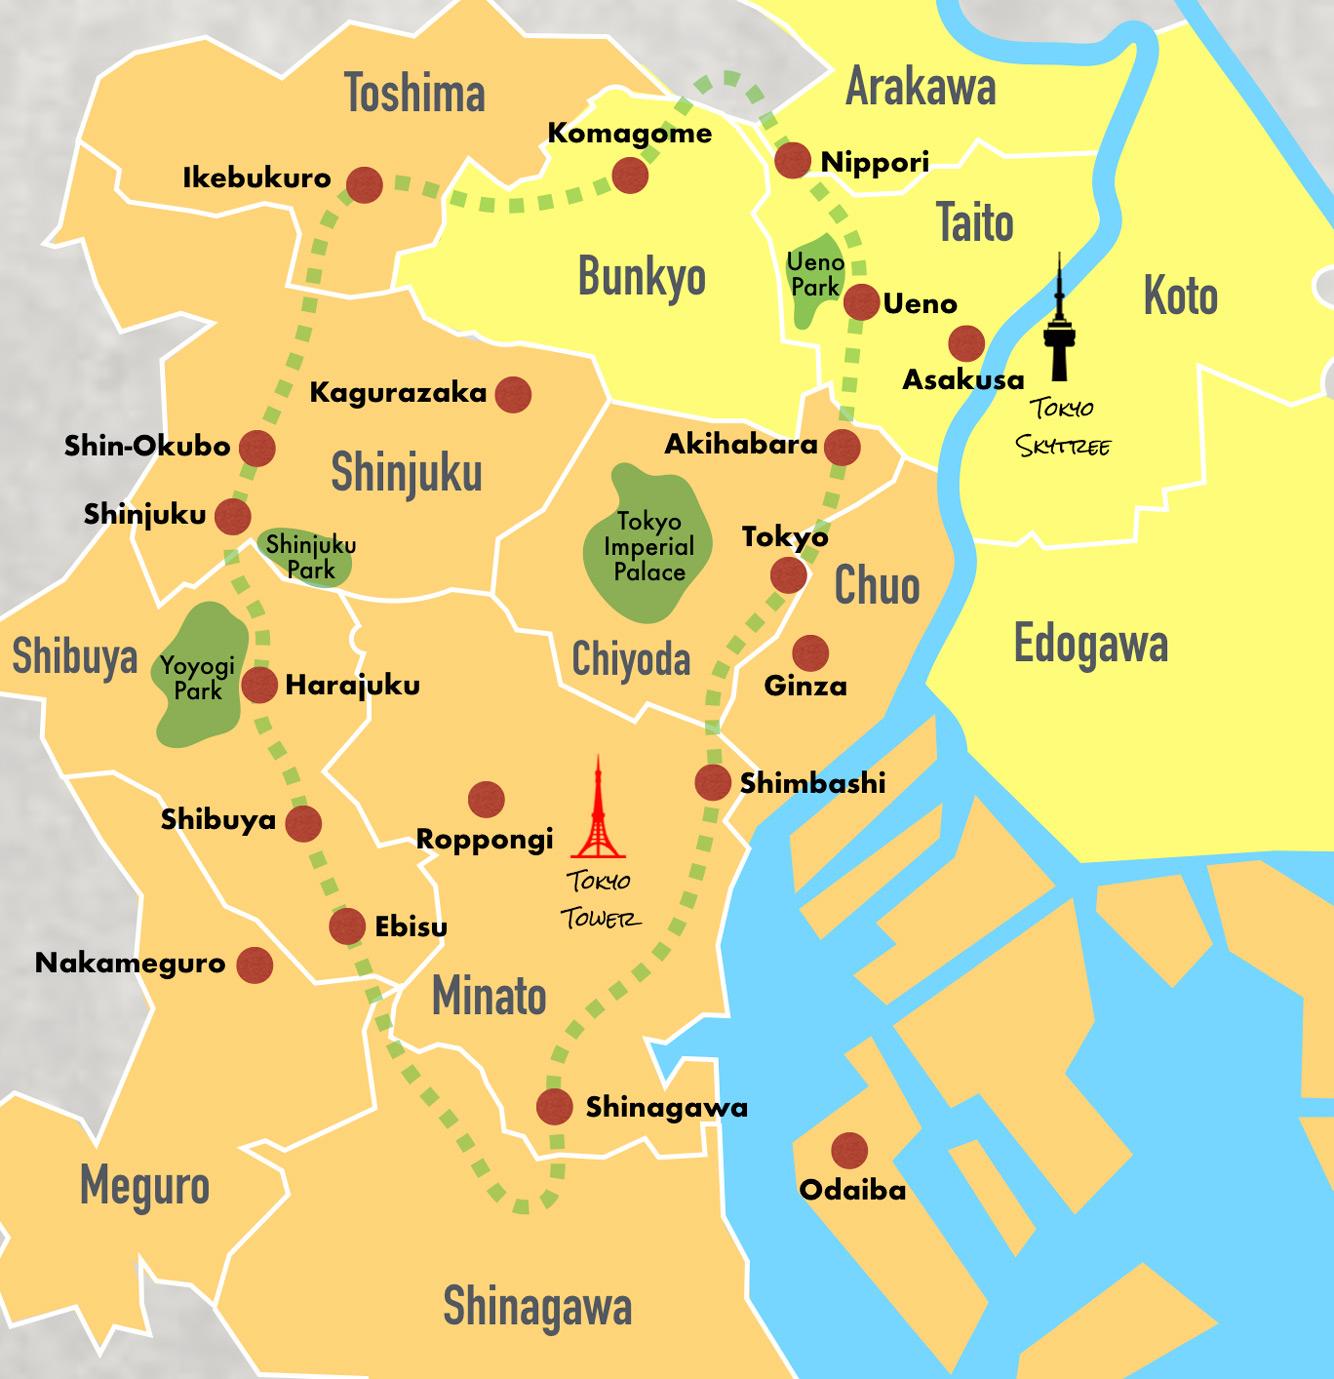 Toshima
Arakawa
Komagome
Nippori
Ikebukuro
Taito
Bunkyo
Ueno
Park
Koto
Ueno
Asakusa
Kagurazaka
Tokyo
Skytree
Shin-Okubo
Akihabara
Shinjuku
Shinjuku
Tokyo
Imperial
Palace
Tokyo
Shinjuku
Park
Chuo
Shibuya
Yoyogi
Park
Chiyoda
Edogawa
Harajuku
Ginza
Shimbashi
Shibuya
Roppongi
Tokyo
Tower
Ebisu
Nakameguro
Minato
Shinagawa
Meguro
Odaiba
Shinagawa